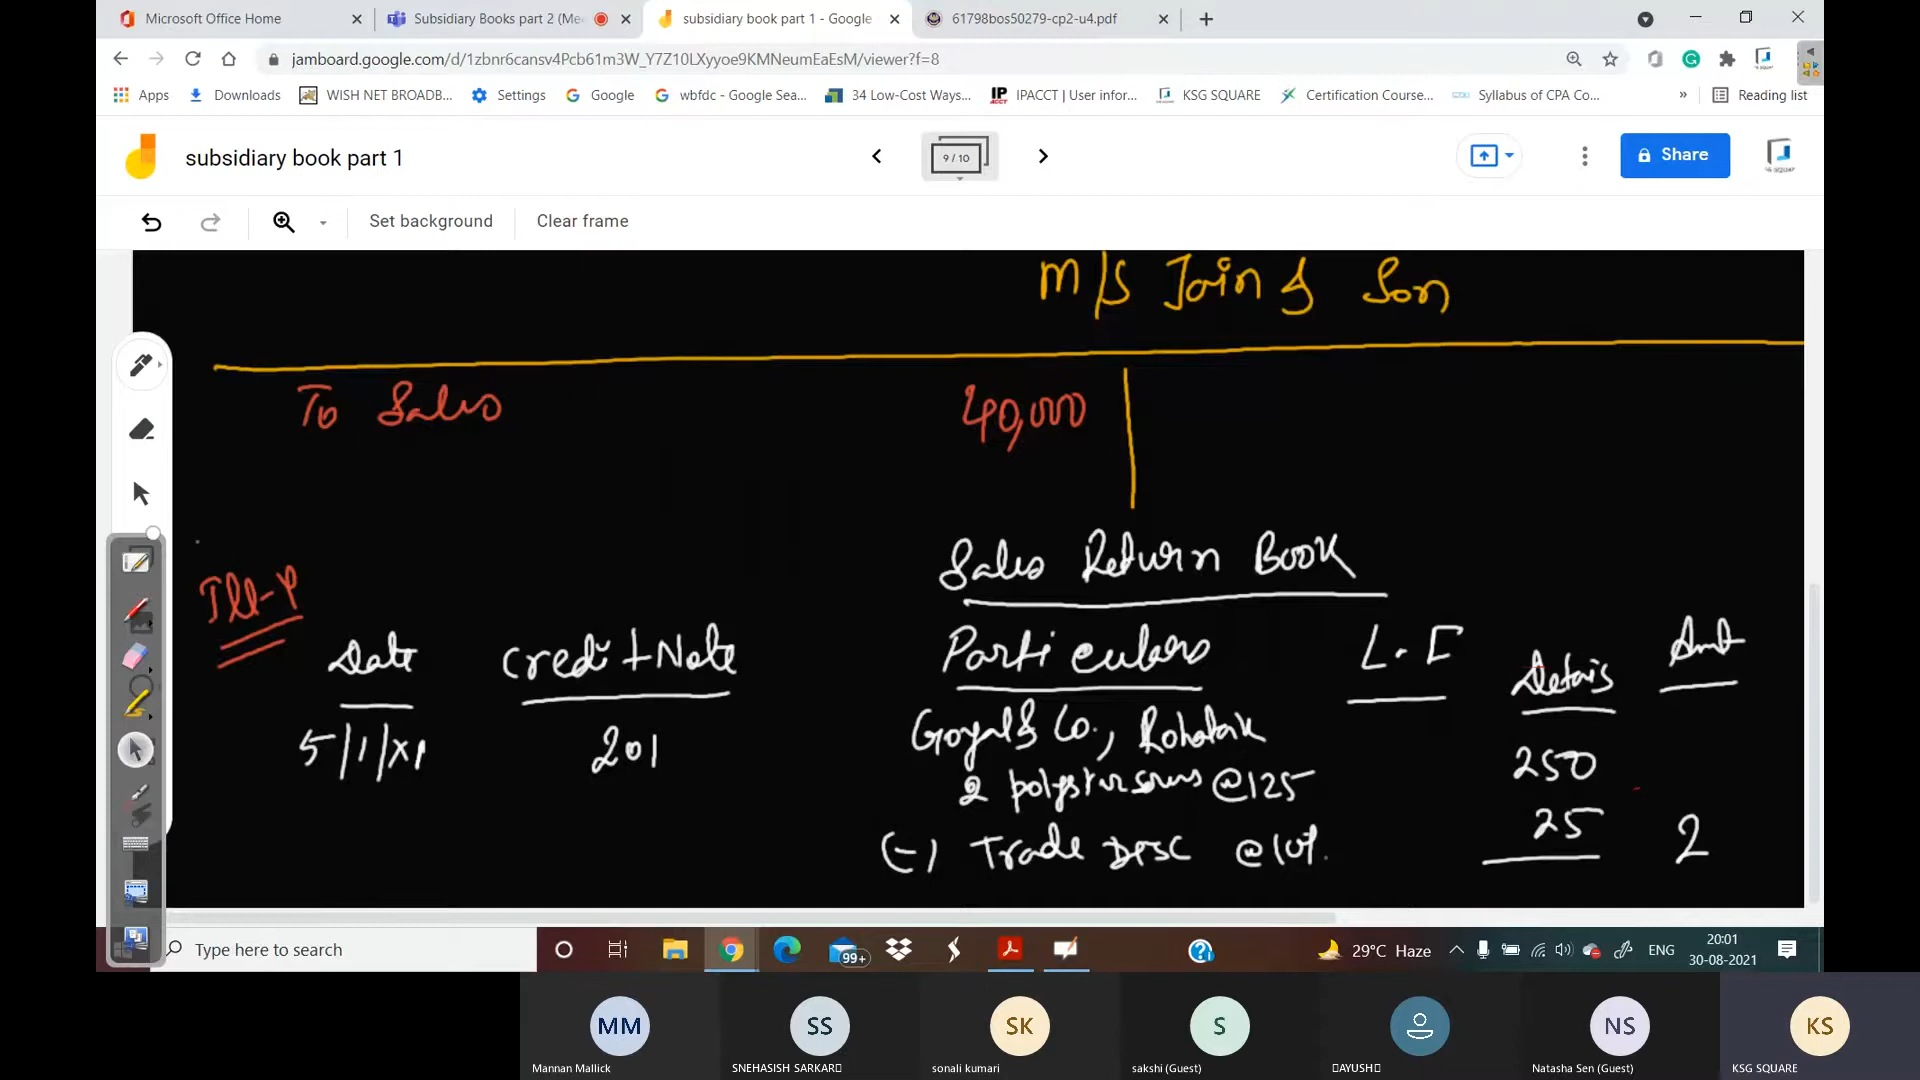 Microsoft Office Home
Subsidiary Books part 2 (Me
subsidiary book part 1 - Google
61798bos50279-cp2-u4.pdf
jamboard.google.com/d/1zbnr6cansv4Pcb61m3W_Y7Z10LXyyoe9KMNeumEaEsM/viewer?f=8
Apps
Downloads
WISH NET BROADB...
Settings
Google
wbfdc - Google Sea...
34 Low-Cost Ways...
IPACCT | User infor...
KSG SQUARE
Certification Course...
Syllabus of CPA Co...
»
Reading list
subsidiary book part 1
9 / 10
Share
Set background
Clear frame
M/S Jain & Son
To Sales 40,000
Sales Return Book
Ill-4
Date Credit Note Particulars L.F Detais Amt
5/1/X1 201 Goyal & Co., Rohatak
2 polyster @125 250
(-) Trade Disc @10%. 25 2
Type here to search
99+
29°C Haze
ENG
20:01
30-08-2021
MM
SS
SK
S
NS
KS
Mannan Mallick
SNEHASISH SARKAR
sonali kumari
sakshi (Guest)
AYUSH
Natasha Sen (Guest)
KSG SQUARE